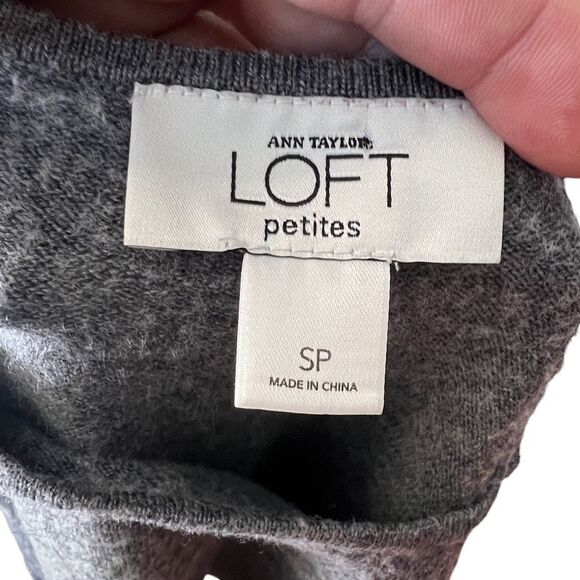 ANN TAYLOR
LOFT
petites
SP
MADE IN CHINA